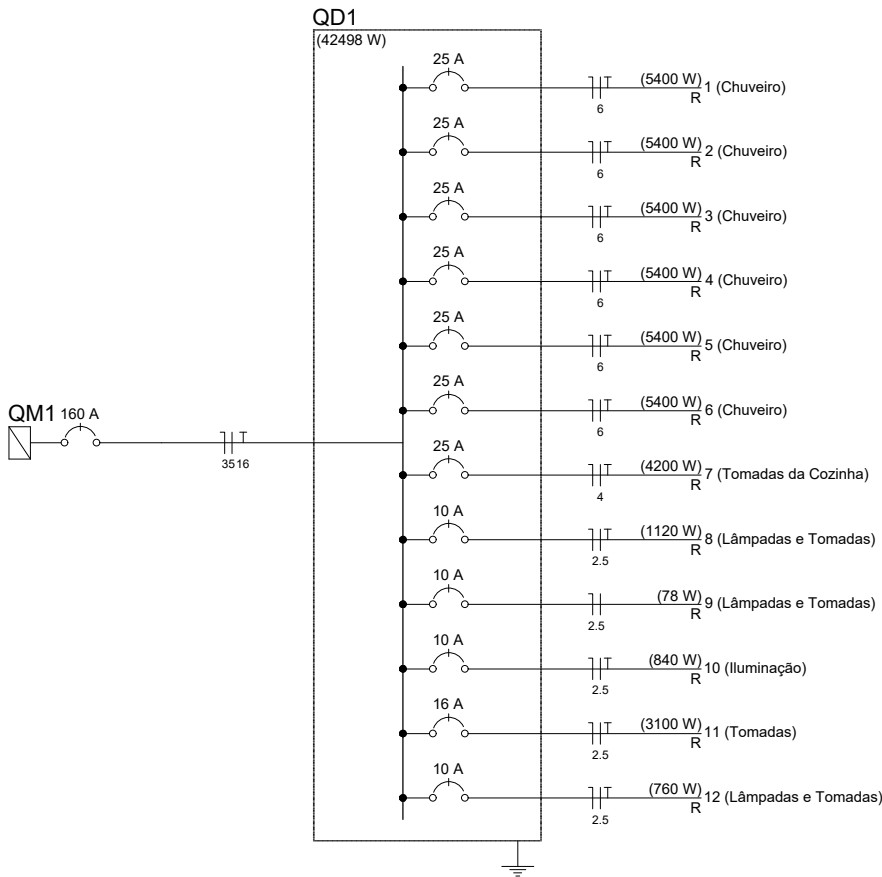 QD1
(42498 W)
25 A
(5400 W)
1 (Chuveiro)
6
R
25 A
(5400 W)
2 (Chuveiro)
6
R
25 A
(5400 W)
3 (Chuveiro)
6
R
25 A
(5400 W)
4 (Chuveiro)
6
R
25 A
(5400 W)
5 (Chuveiro)
6
R
25 A
(5400 W)
6 (Chuveiro)
6
R
QM1 160 A
T
3516
25 A
(4200 W)
7 (Tomadas da Cozinha)
4
R
10 A
(1120 W)
8 (Lâmpadas e Tomadas)
2.5
R
10 A
(78 W)
9 (Lâmpadas e Tomadas)
2.5
R
10 A
(840 W)
10 (Iluminação)
2.5
R
16 A
(3100 W)
11 (Tomadas)
2.5
R
10 A
(760 W)
12 (Lâmpadas e Tomadas)
2.5
R